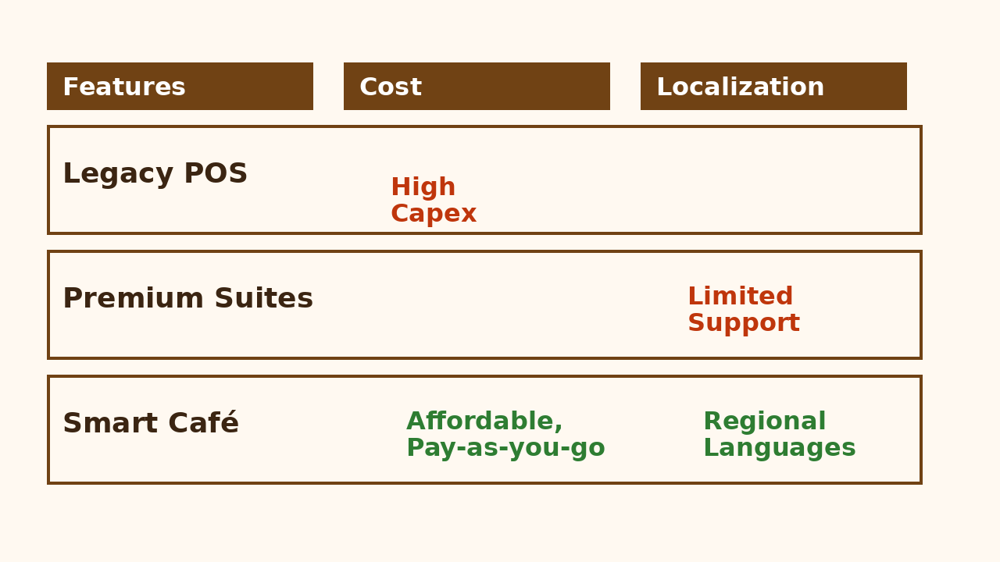 Features
Cost
Localization
Legacy POS
High
Capex
Premium Suites
Limited
Support
Smart Café
Affordable,
Pay-as-you-go
Regional
Languages